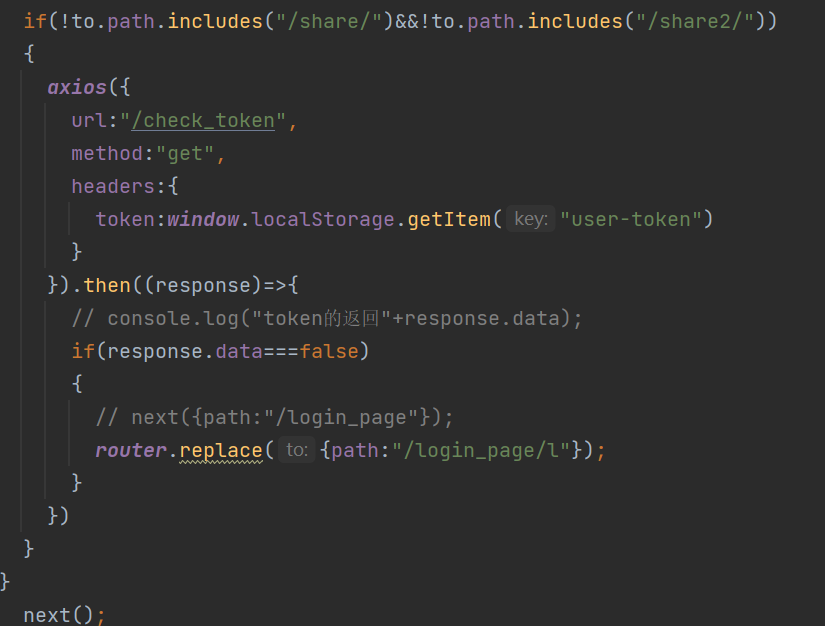 if(!to.path.includes("/share/")&&!to.path.includes("/share2/"))
{
axios({
url:"/check_token",
method:"get",
headers:{
token:window.localStorage.getItem( key: "user-token")
}
}).then((response)=>{
// console.log("token的返回"+response.data);
if(response.data===false)
{
// next({path:"/login_page"});
router.replace( to: {path:"/login_page/l"});
}
})
}
}
next();